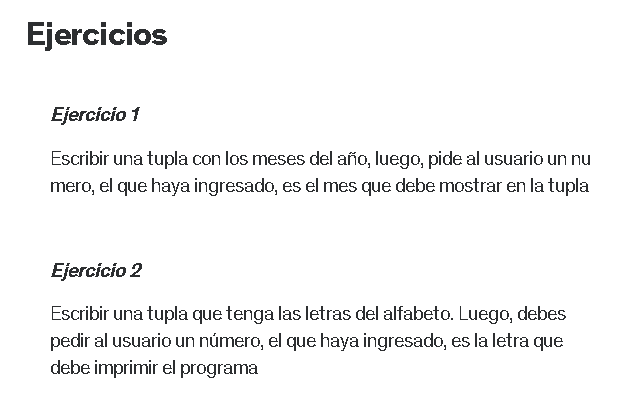 Ejercicios
Ejercicio 1
Escribir una tupla con los meses del año, luego, pide al usuario un nu
mero, el que haya ingresado, es el mes que debe mostrar en la tupla
Ejercicio 2
Escribir una tupla que tenga las letras del alfabeto. Luego, debes
pedir al usuario un número, el que haya ingresado, es la letra que
debe imprimir el programa